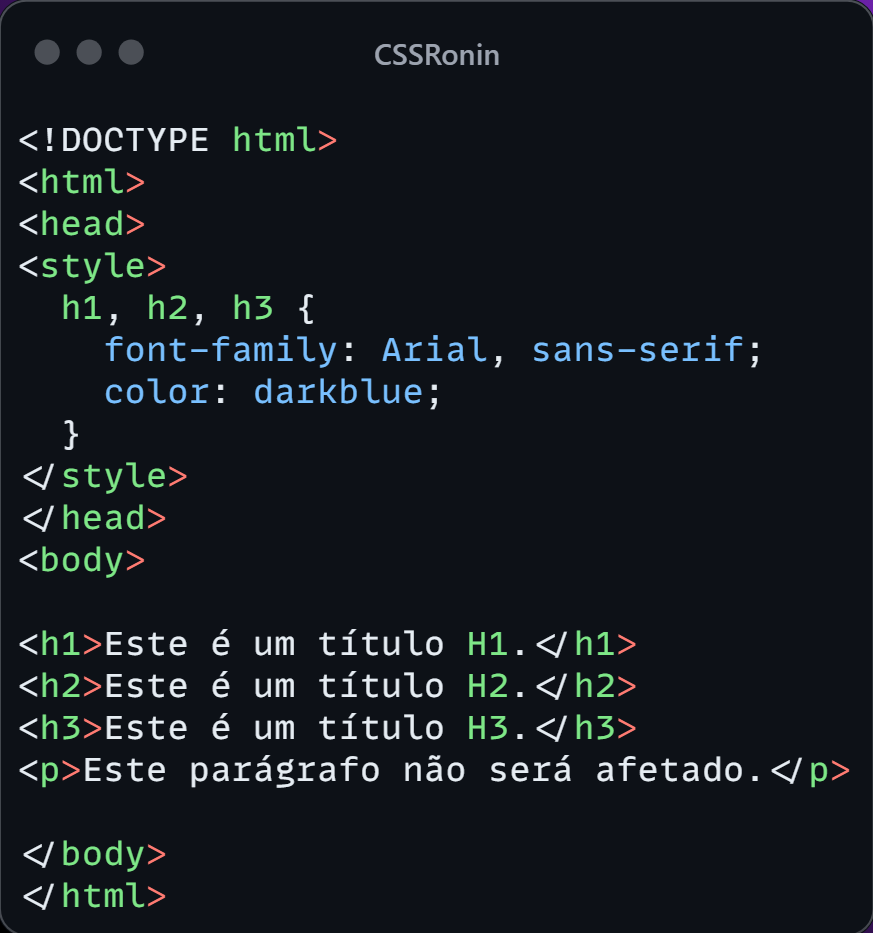 CSSRonin
<!DOCTYPE html>
<html>
<head>
<style>
  h1, h2, h3 {
    font-family: Arial, sans-serif;
    color: darkblue;
  }
</style>
</head>
<body>

<h1>Este é um título H1.</h1>
<h2>Este é um título H2.</h2>
<h3>Este é um título H3.</h3>
<p>Este parágrafo não será afetado.</p>

</body>
</html>